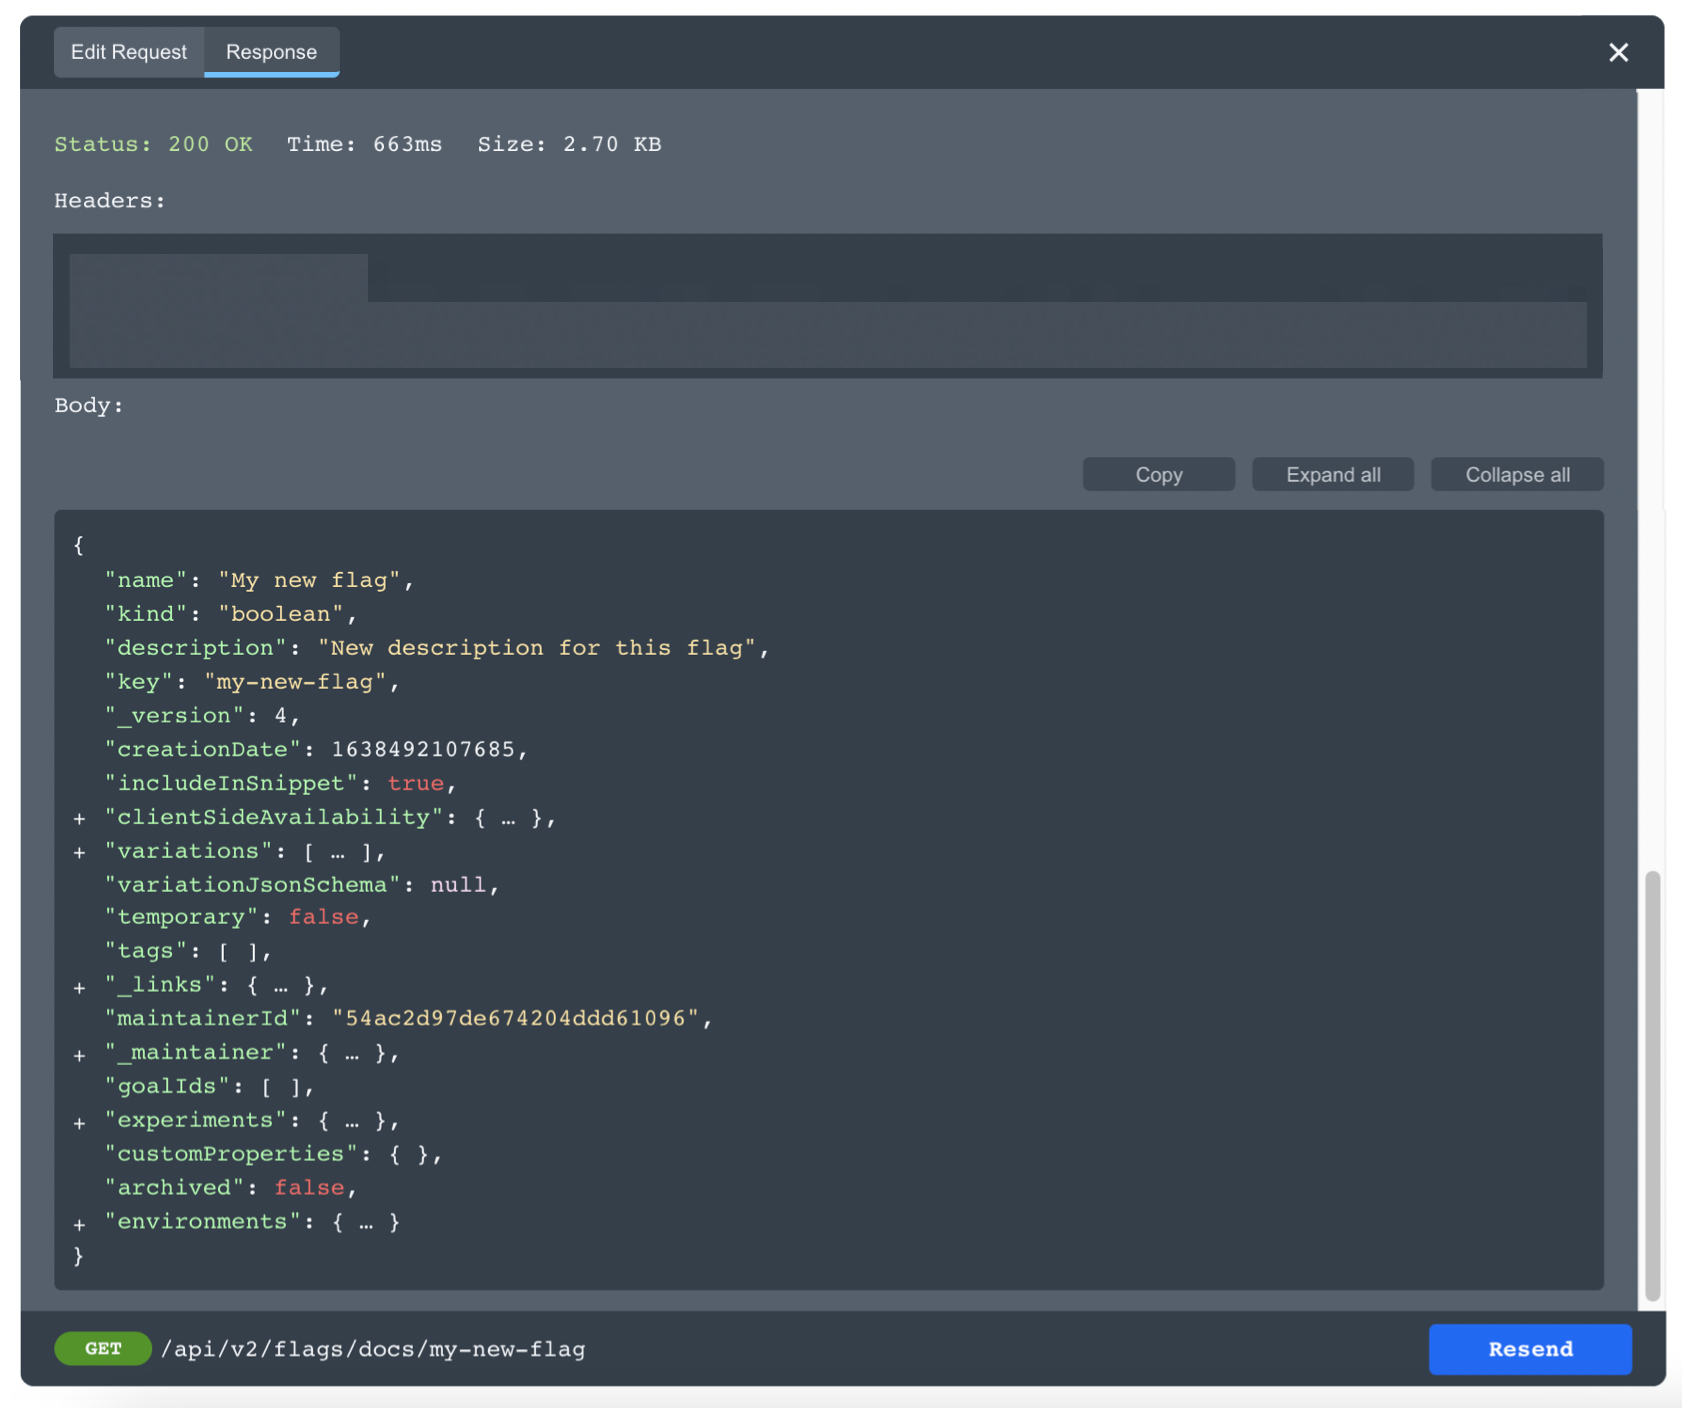 Edit Request Response ✕
Status: 200 OK Time: 663ms Size: 2.70 KB
Headers:
Body:
Copy Expand all Collapse all
{
"name": "My new flag",
"kind": "boolean",
"description": "New description for this flag",
"key": "my-new-flag",
"_version": 4,
"creationDate": 1638492107685,
"includeInSnippet": true,
+ "clientSideAvailability": { … },
+ "variations": [ … ],
"variationJsonSchema": null,
"temporary": false,
"tags": [ ],
+ "_links": { … },
"maintainerId": "54ac2d97de674204ddd61096",
+ "_maintainer": { … },
"goalIds": [ ],
+ "experiments": { … },
"customProperties": { },
"archived": false,
+ "environments": { … }
}
GET /api/v2/flags/docs/my-new-flag Resend